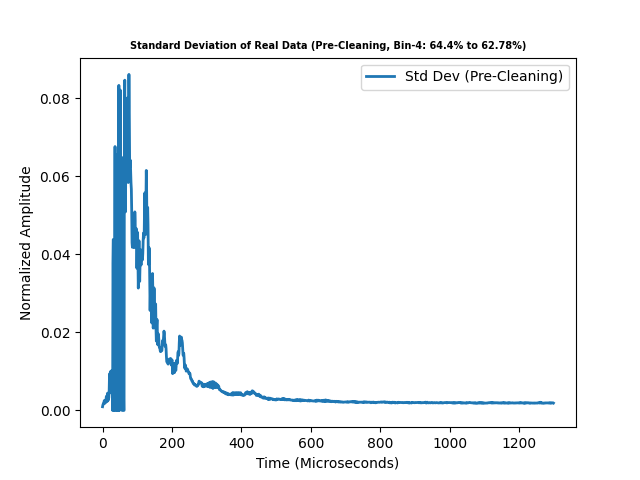 Standard Deviation of Real Data (Pre-Cleaning, Bin-4: 64.4% to 62.78%)
Std Dev (Pre-Cleaning)
Normalized Amplitude
0.08
0.06
0.04
0.02
0.00
0 200 400 600 800 1000 1200
Time (Microseconds)